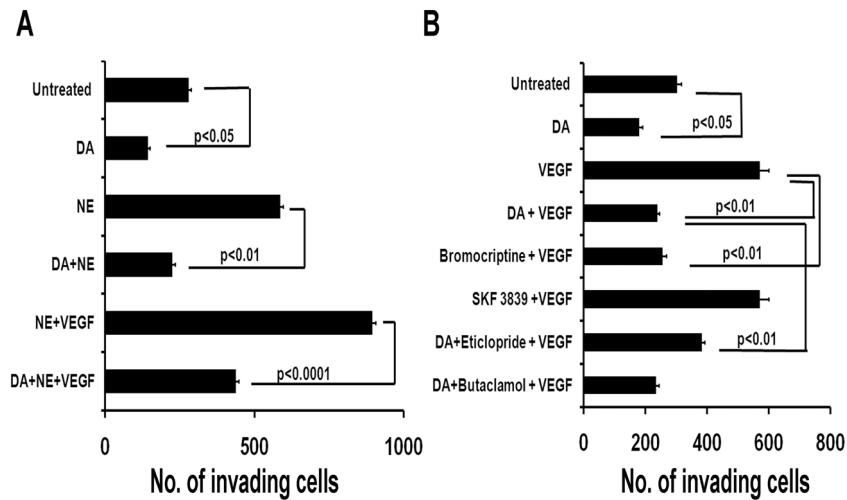 A
Untreated
p<0.05
DA
NE
p<0.01
DA+NE
NE+VEGF
p<0.0001
DA+NE+VEGF
0 500 1000
No. of invading cells
B
Untreated
DA
p<0.05
VEGF
DA + VEGF
p<0.01
Bromocriptine + VEGF
p<0.01
SKF 3839 +VEGF
DA+Eticlopride + VEGF
p<0.01
DA+Butaclamol + VEGF
0 200 400 600 800
No. of invading cells